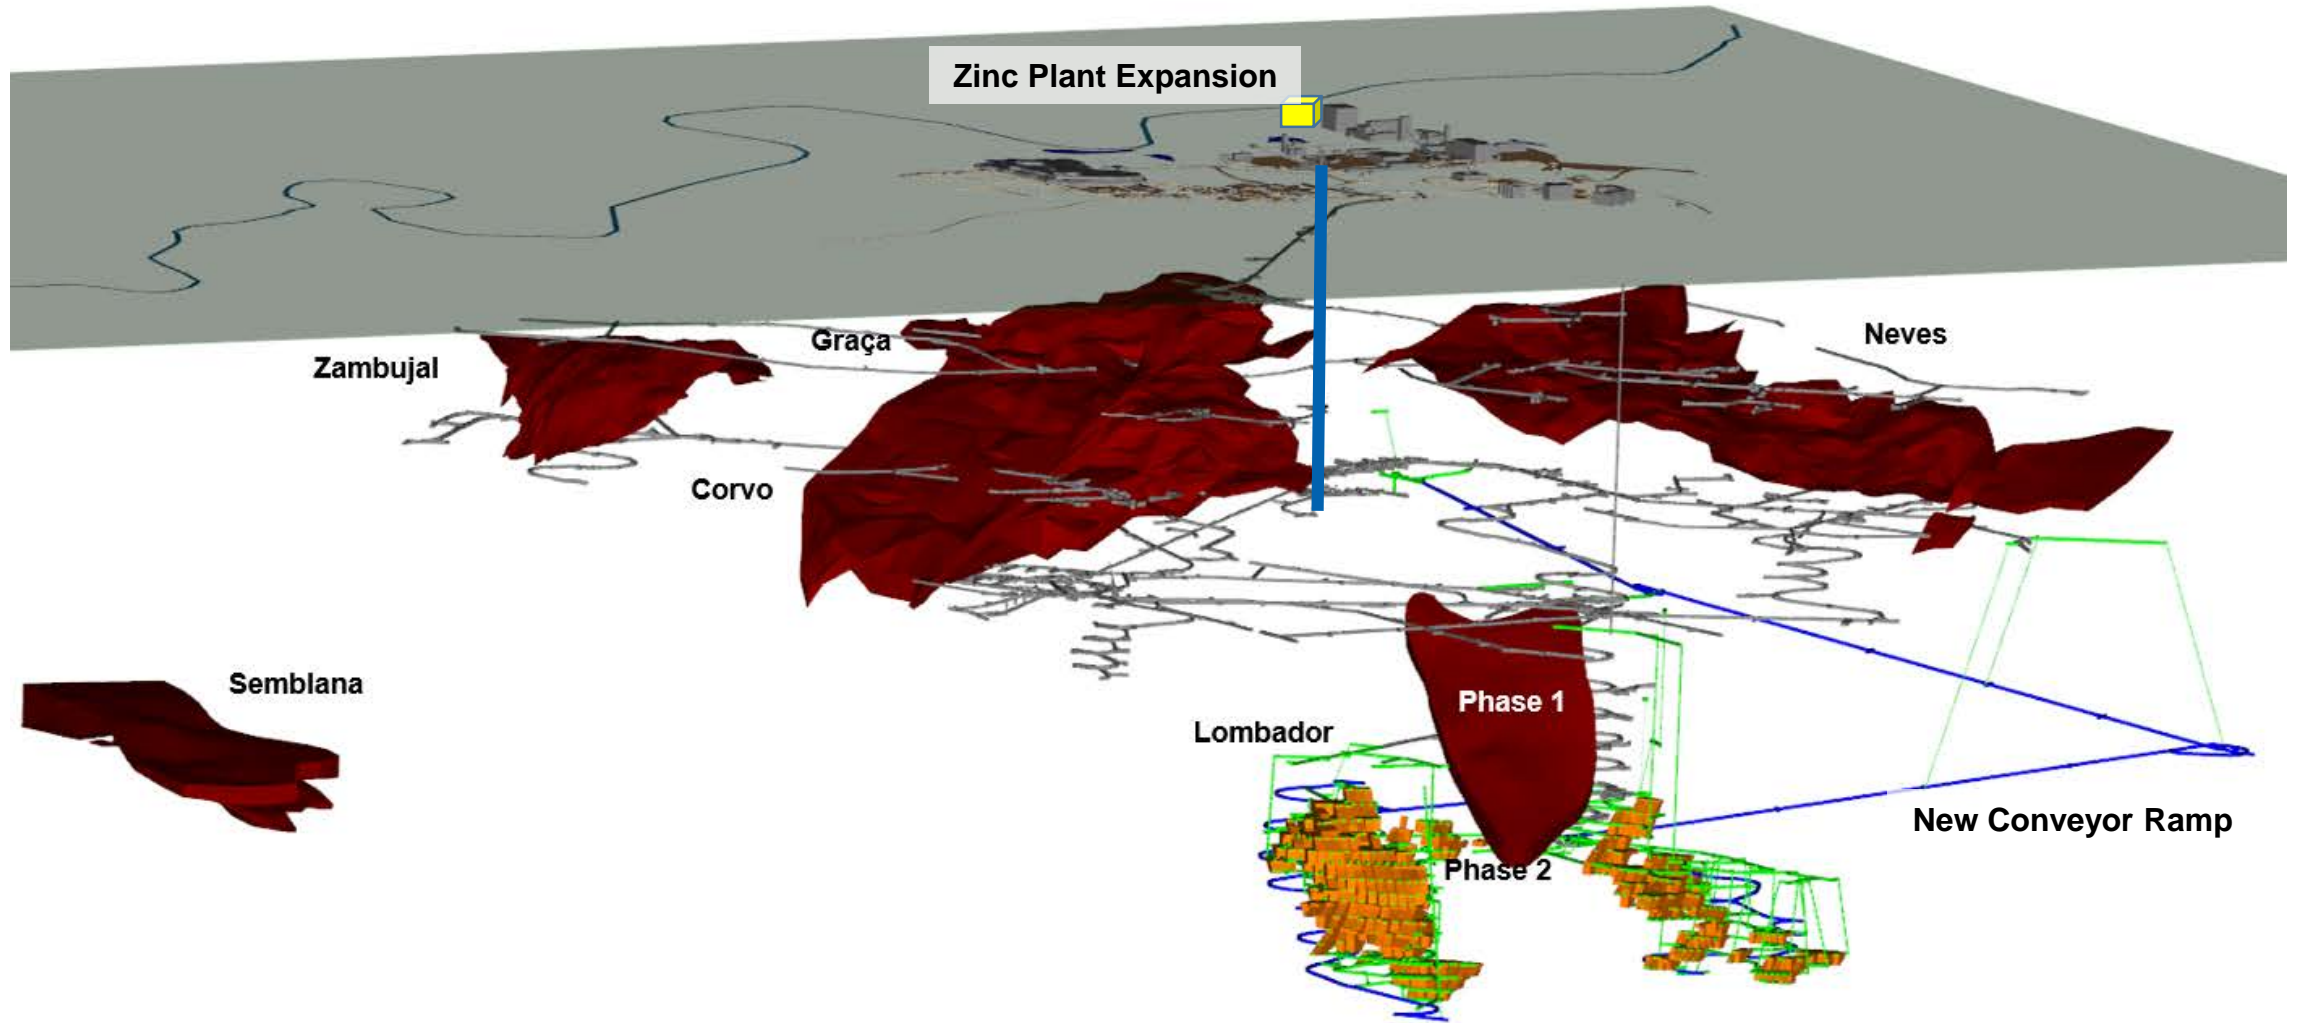 Zinc Plant Expansion
Neves
Graça
Zambujal
Corvo
Semblana
Phase 1
Lombador
New Conveyor Ramp
Phase 2